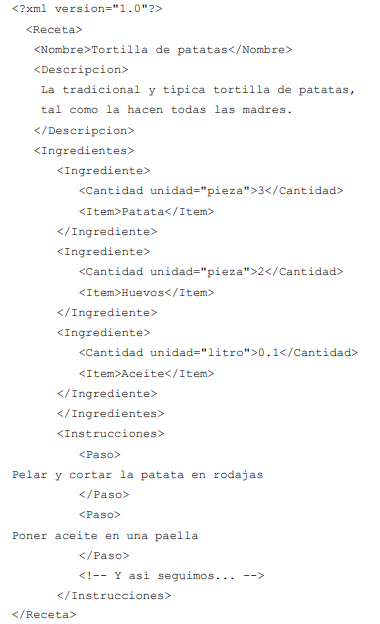 <?xml version="1.0"?>
<Receta>
<Nombre>Tortilla de patatas</Nombre>
<Descripcion>
La tradicional y típica tortilla de patatas,
tal como la hacen todas las madres.
</Descripcion>
<Ingredientes>
<Ingrediente>
<Cantidad unidad="pieza">3</Cantidad>
<Item>Patata</Item>
</Ingrediente>
<Ingrediente>
<Cantidad unidad="pieza">2</Cantidad>
<Item>Huevos</Item>
</Ingrediente>
<Ingrediente>
<Cantidad unidad="litro">0.1</Cantidad>
<Item>Aceite</Item>
</Ingrediente>
</Ingredientes>
<Instrucciones>
<Paso>
Pelar y cortar la patata en rodajas
</Paso>
<Paso>
Poner aceite en una paella
</Paso>
<!-- Y así seguimos... -->
</Instrucciones>
</Receta>